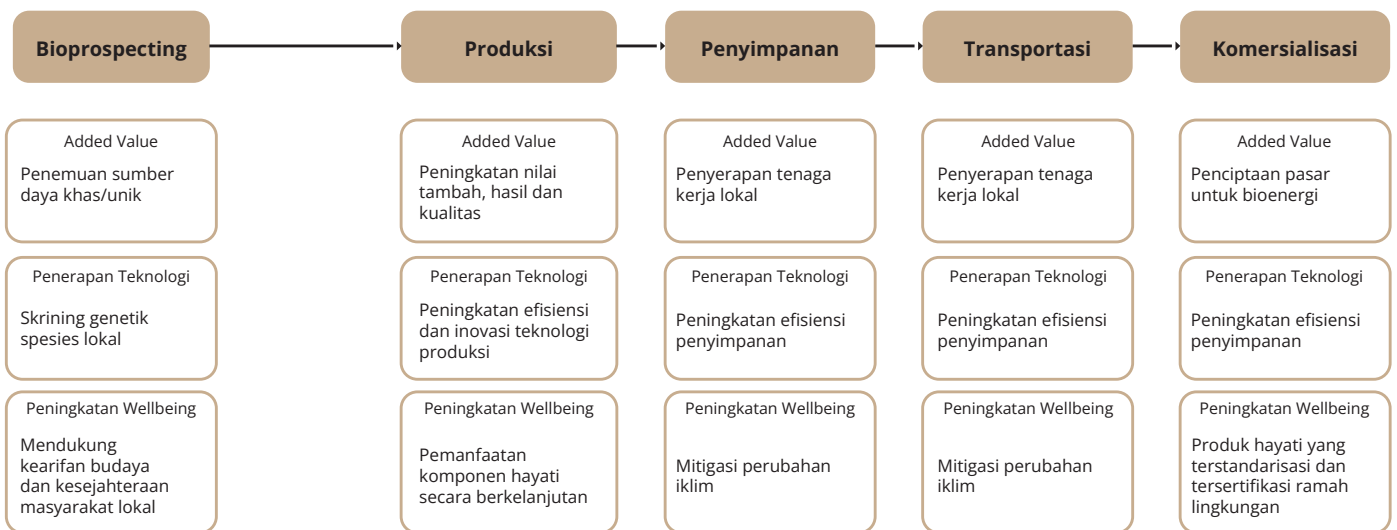 Bioprospecting
Produksi
Penyimpanan
Transportasi
Komersialisasi
Added Value
Penemuan sumber
daya khas/unik
Added Value
Peningkatan nilai
tambah, hasil dan
kualitas
Added Value
Penyerapan tenaga
kerja lokal
Added Value
Penyerapan tenaga
kerja lokal
Added Value
Penciptaan pasar
untuk bioenergi
Penerapan Teknologi
Skrining genetik
spesies lokal
Penerapan Teknologi
Peningkatan efisiensi
dan inovasi teknologi
produksi
Penerapan Teknologi
Peningkatan efisiensi
penyimpanan
Penerapan Teknologi
Peningkatan efisiensi
penyimpanan
Penerapan Teknologi
Peningkatan efisiensi
penyimpanan
Peningkatan Wellbeing
Mendukung
kearifan budaya
dan kesejahteraan
masyarakat lokal
Peningkatan Wellbeing
Pemanfaatan
komponen hayati
secara berkelanjutan
Peningkatan Wellbeing
Mitigasi perubahan
iklim
Peningkatan Wellbeing
Mitigasi perubahan
iklim
Peningkatan Wellbeing
Produk hayati yang
terstandarisasi dan
tersertifikasi ramah
lingkungan